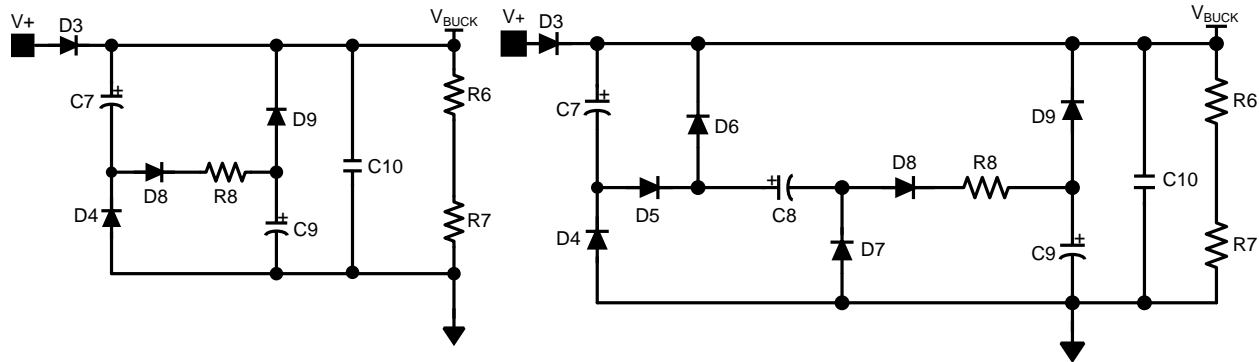 V+
D3
VBUCK
C7
+
D9
R6
D8
R8
C10
D4
+
C9
R7
V+
D3
VBUCK
C7
+
D6
D9
R6
D5
+
C8
D8
R8
C10
D4
D7
C9
+
R7